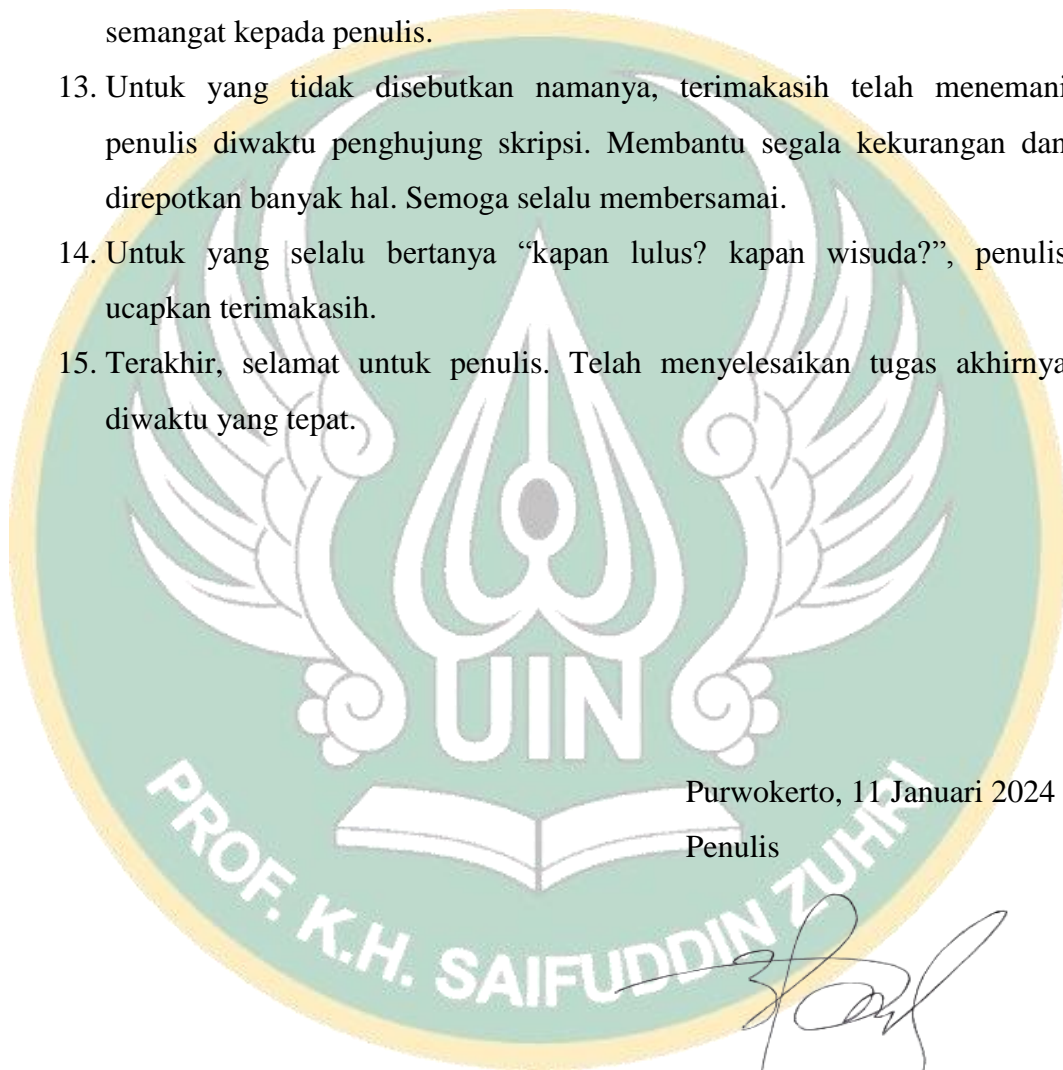 semangat kepada penulis.
13. Untuk yang tidak disebutkan namanya, terimakasih telah menemani
penulis diwaktu penghujung skripsi. Membantu segala kekurangan dan
direpotkan banyak hal. Semoga selalu membersamai.
14. Untuk yang selalu bertanya “kapan lulus? kapan wisuda?”, penulis
ucapkan terimakasih.
15. Terakhir, selamat untuk penulis. Telah menyelesaikan tugas akhirnya
diwaktu yang tepat.
UIN
PROF. K.H. SAIFUDDIN ZUHRI
Purwokerto, 11 Januari 2024
Penulis